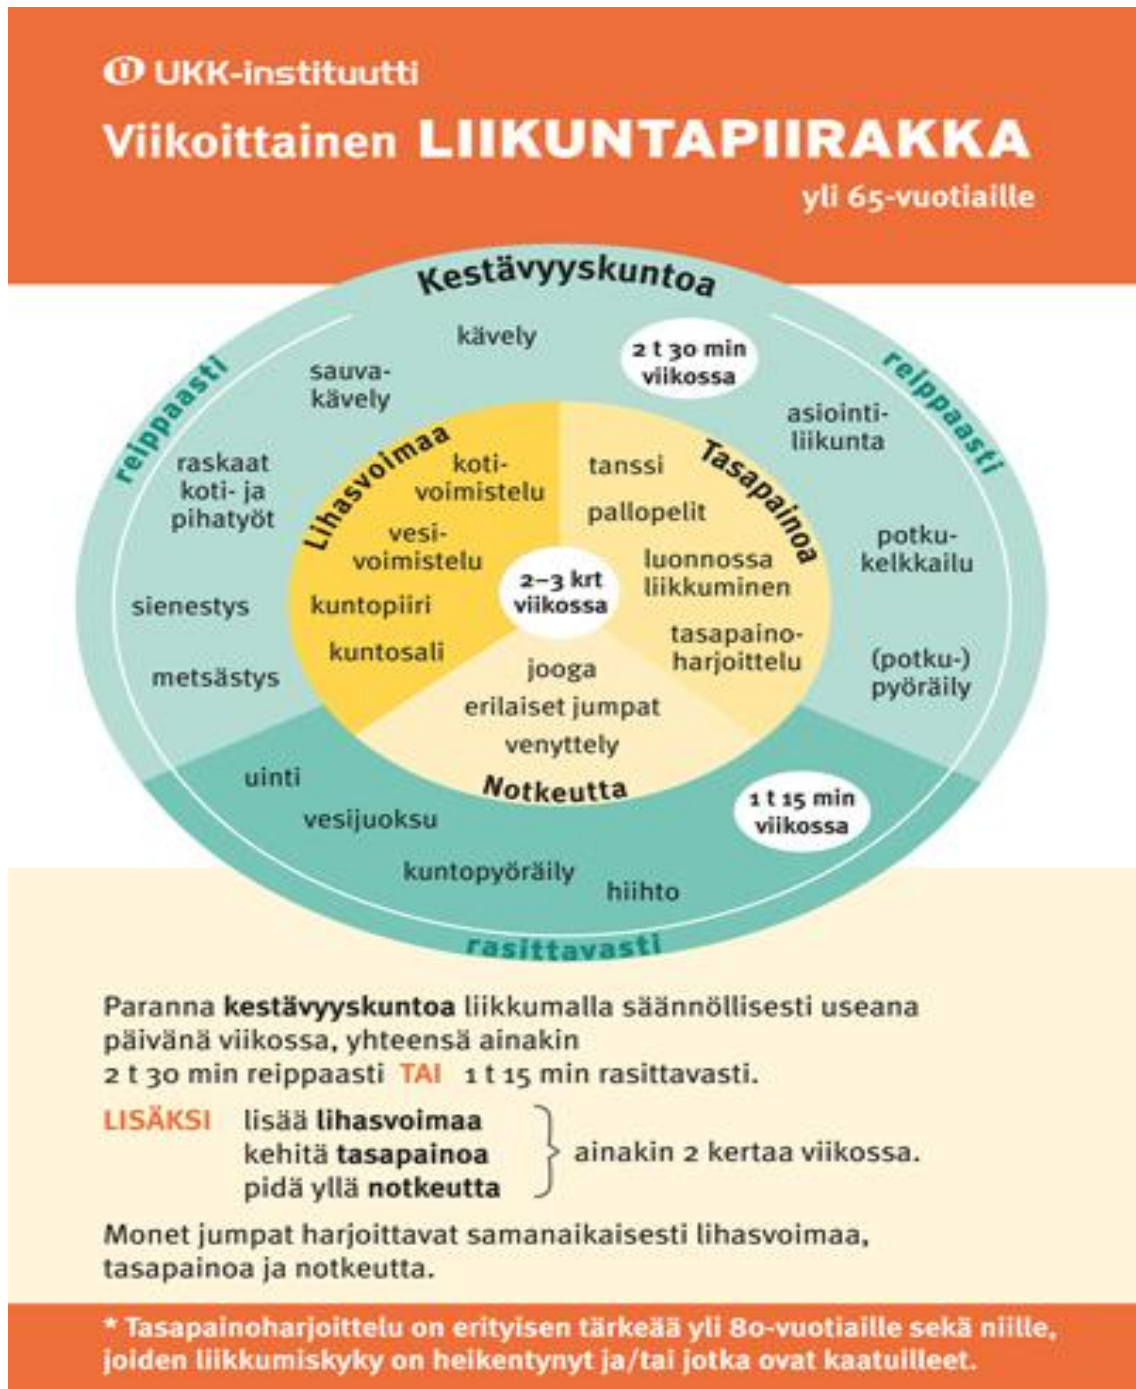 UKK-instituutti
Viikoittainen LIIKUNTAPIIRAKKA
yli 65-vuotiaille
Kestävyyskuntoa
reippaasti
reippaasti
kävely
2 t 30 min
viikossa
sauva-
kävely
asiointi-
liikunta
raskaat
koti- ja
pihatyöt
potku-
kelkkailu
sienestys
metsästys
(potku-)
pyöräily
Lihasvoimaa
koti-
voimistelu
vesi-
voimistelu
kuntopiiri
kuntosali
Tasapainoa
tanssi
pallopelit
luonnossa
liikkuminen
tasapaino-
harjoittelu
2–3 krt
viikossa
jooga
erilaiset jumpat
venyttely
Notkeutta
uinti
vesijuoksu
kuntopyöräily
hiihto
1 t 15 min
viikossa
rasittavasti
Paranna kestävyyskuntoa liikkumalla säännöllisesti useana
päivänä viikossa, yhteensä ainakin
2 t 30 min reippaasti TAI 1 t 15 min rasittavasti.
LISÄKSI lisää lihasvoimaa
kehitä tasapainoa
pidä yllä notkeutta
ainakin 2 kertaa viikossa.
Monet jumpat harjoittavat samanaikaisesti lihasvoimaa,
tasapainoa ja notkeutta.
* Tasapainoharjoittelu on erityisen tärkeää yli 80-vuotiaille sekä niille,
joiden liikkumiskyky on heikentynyt ja/tai jotka ovat kaatuilleet.